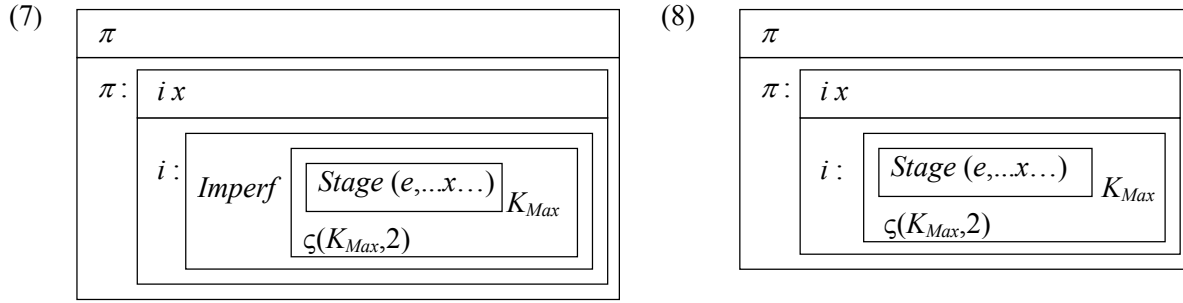 (7)
π
π :
i x
i :
Imperf
Stage (e,...x…)
K_Max
ς(K_Max,2)
(8)
π
π:
i x
i :
Stage (e,...x…)
K_Max
ς(K_Max,2)